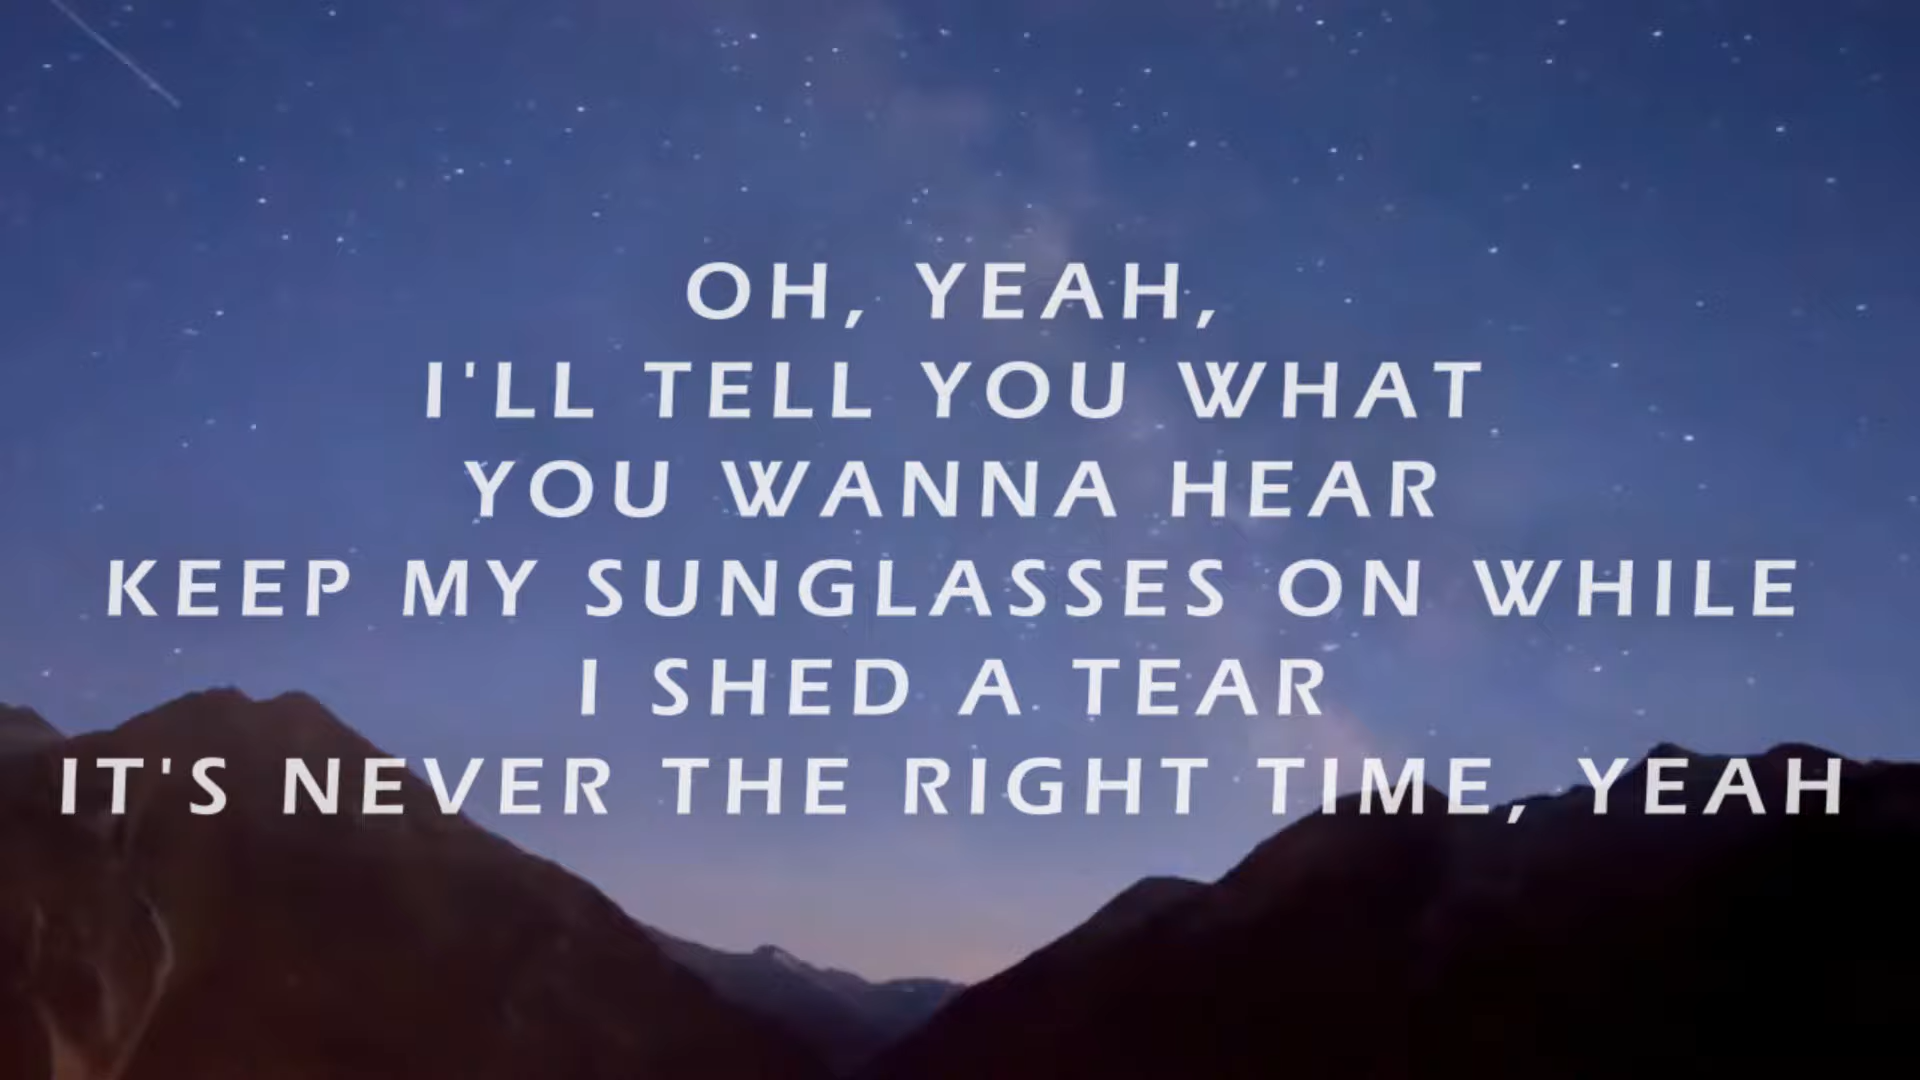 OH, YEAH,
I'LL TELL YOU WHAT
YOU WANNA HEAR
KEEP MY SUNGLASSES ON WHILE
I SHED A TEAR
IT'S NEVER THE RIGHT TIME, YEAH